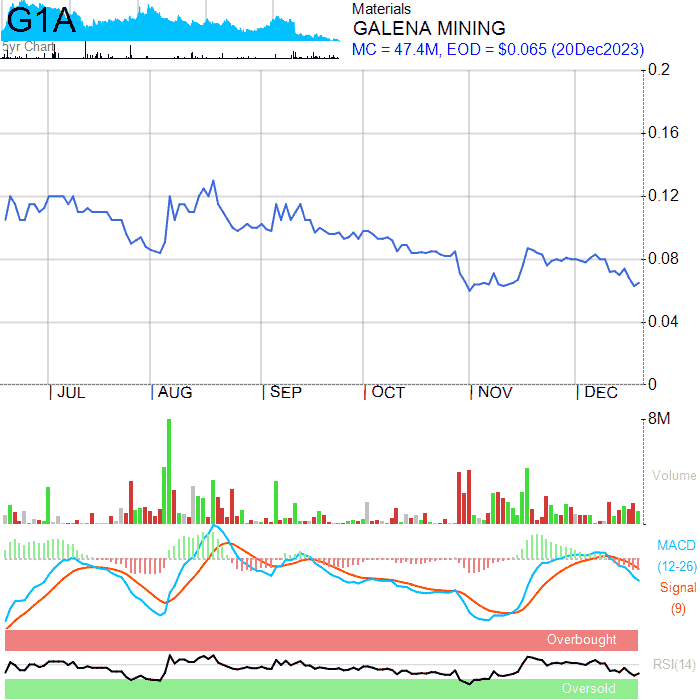 G1A
5yr Chart
Materials
GALENA MINING
MC = 47.4M, EOD = $0.065 (20Dec2023)
0.2
0.16
0.12
0.08
0.04
0
JUL AUG SEP OCT NOV DEC
8M
Volume
MACD
(12-26)
Signal
(9)
Overbought
RSI(14)
Oversold